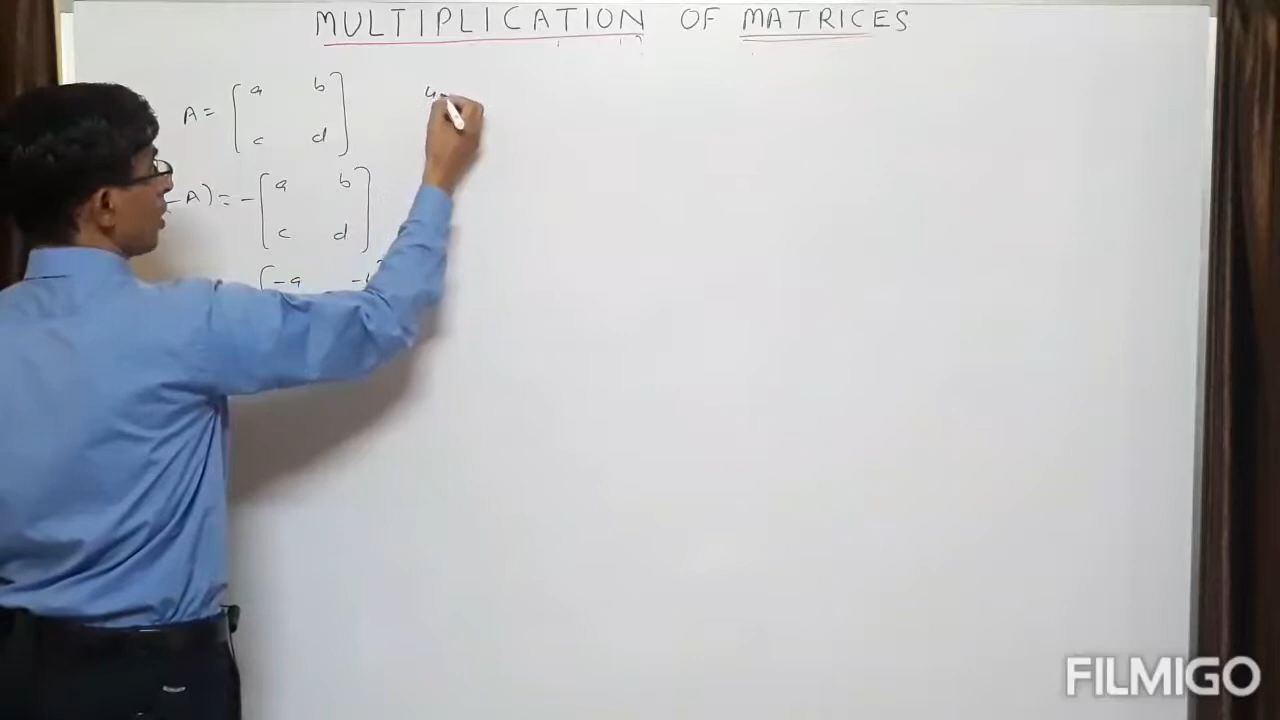 MULTIPLICATION OF MATRICES
A = [ a b
c d ]
- A) = - [ a b
c d ]
[ -a -b
FILMIGO